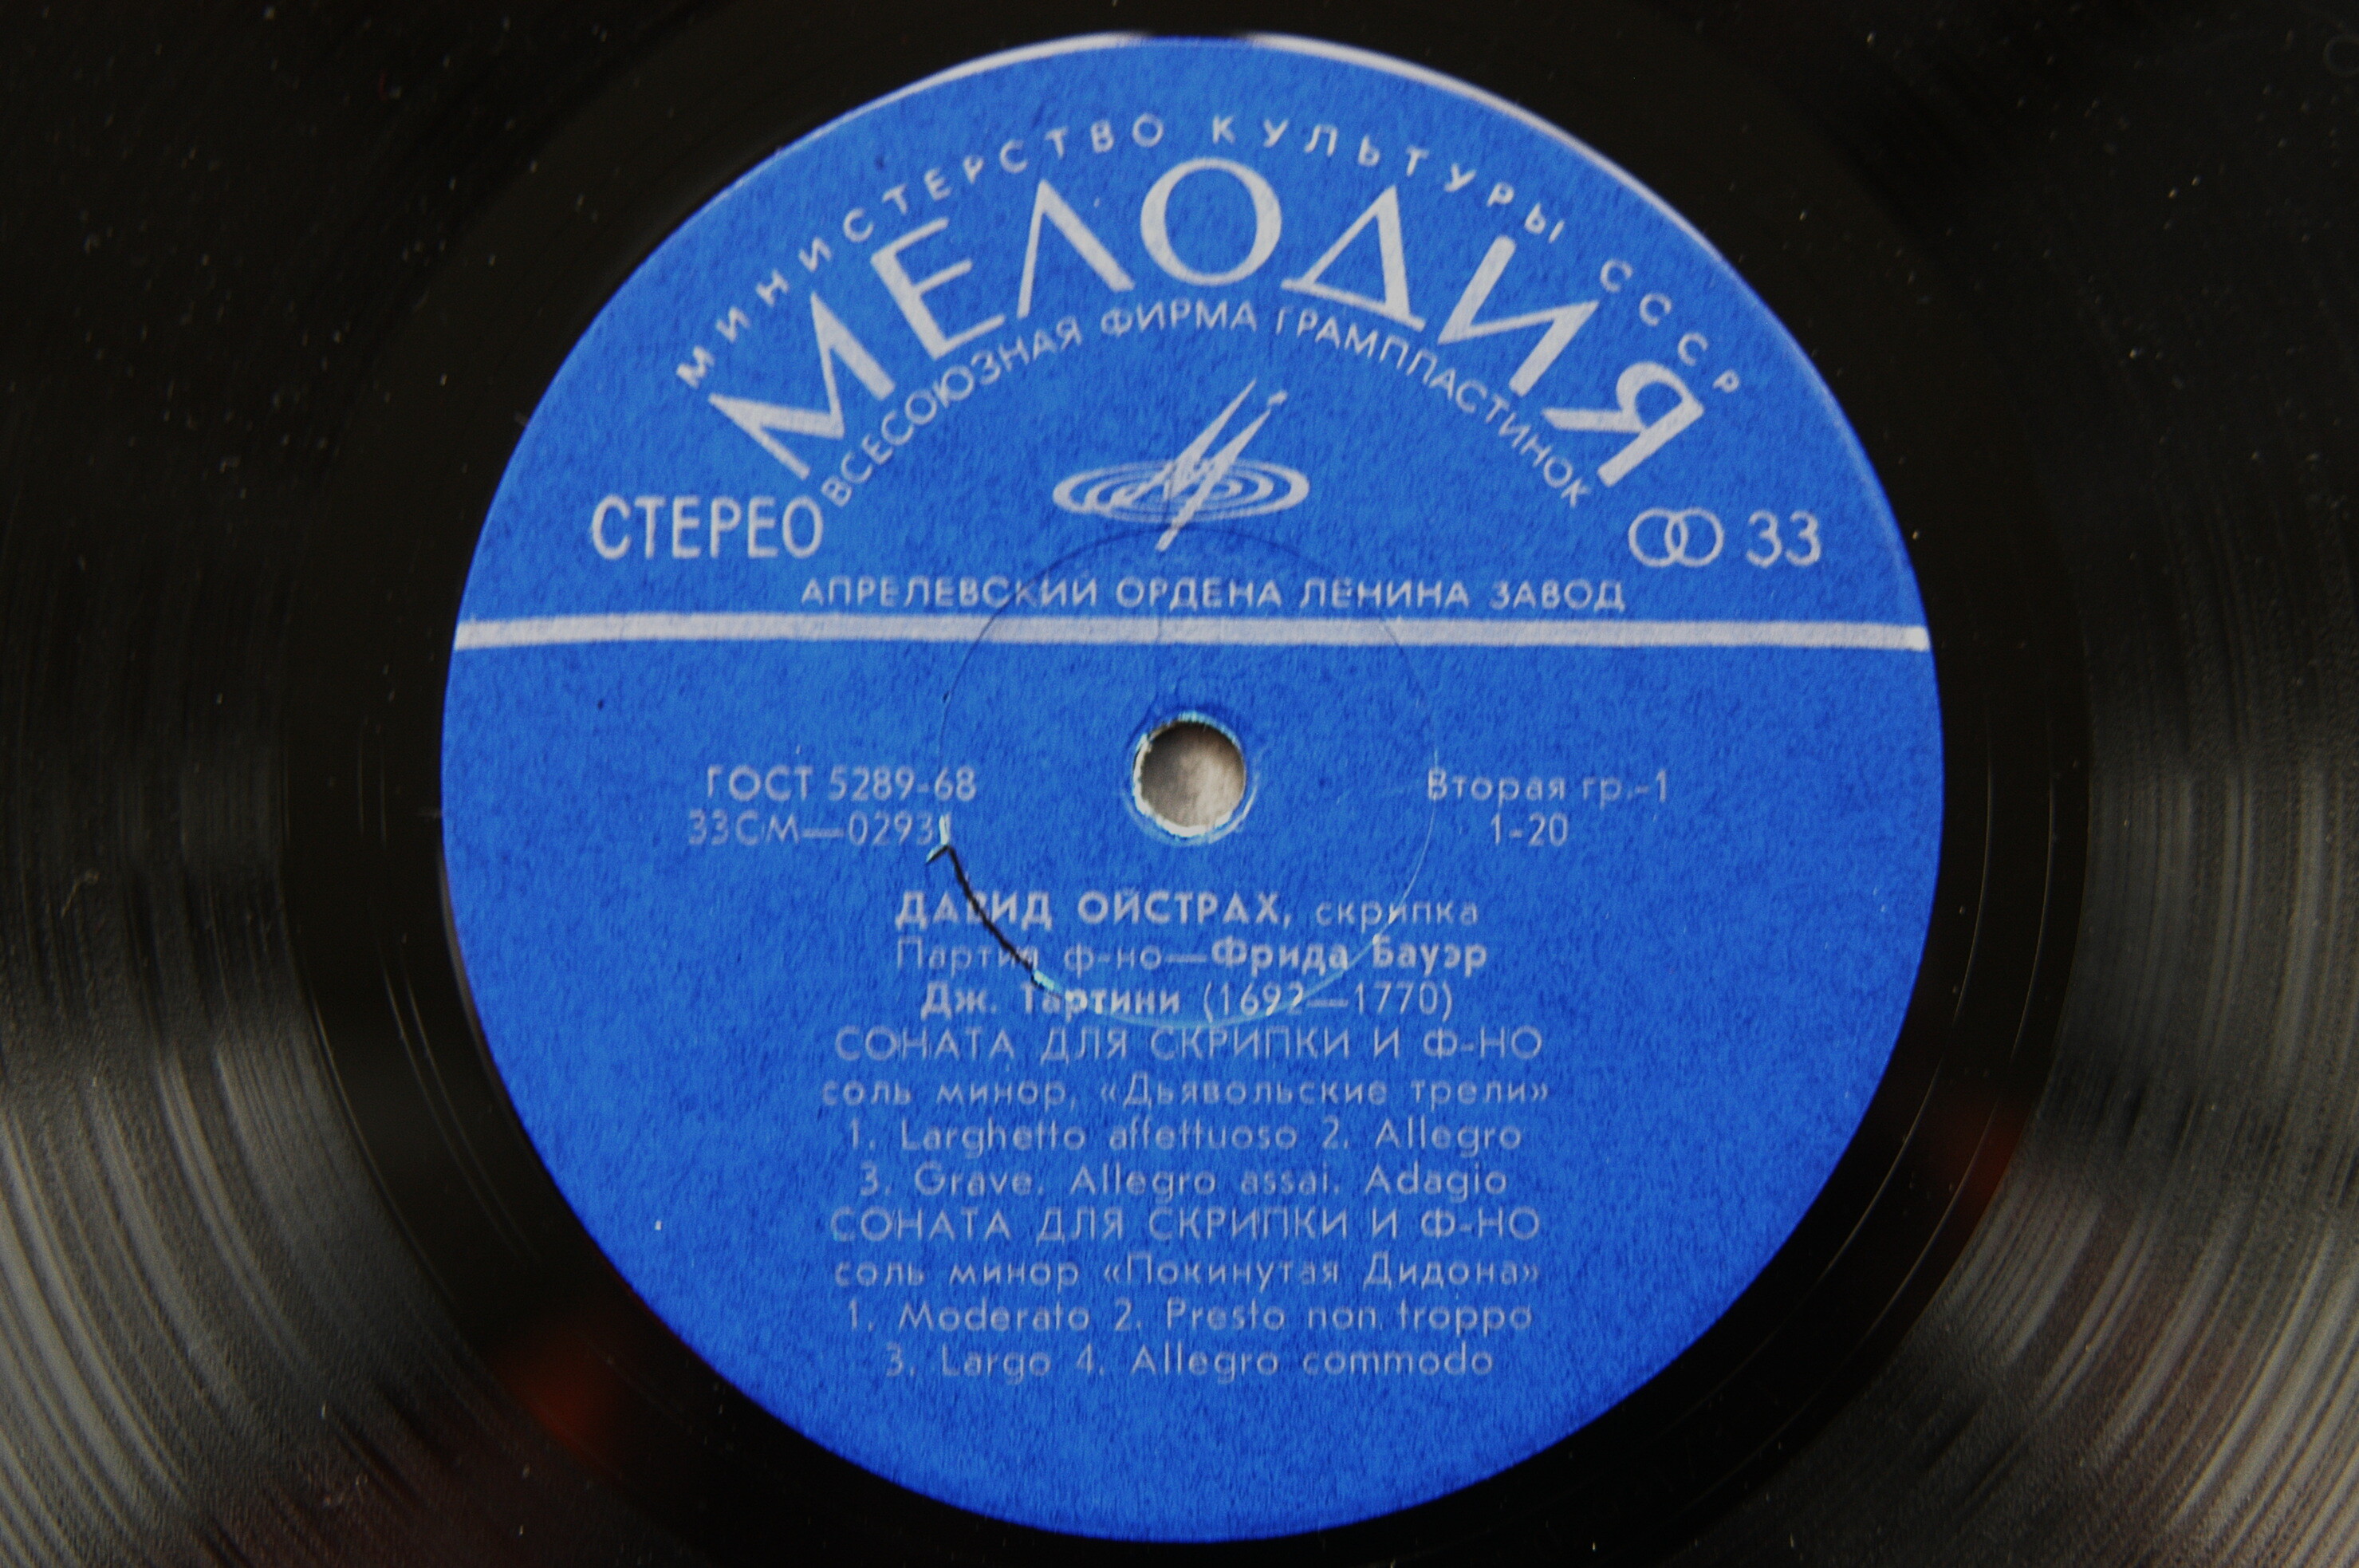 МИНИСТЕРСТВО КУЛЬТУРЫ СССР
МЕЛОДИЯ
ВСЕСОЮЗНАЯ ФИРМА ГРАМПЛАСТИНОК
СТЕРЕО
33
АПРЕЛЕВСКИЙ ОРДЕНА ЛЕНИНА ЗАВОД
ГОСТ 5289-68
Вторая гр.-1
33СМ—02931
1-20
ДАВИД ОЙСТРАХ, скрипка
Партия ф-но—Фрида Бауэр
Дж. Тартини (1692—1770)
СОНАТА ДЛЯ СКРИПКИ И Ф-НО
соль минор, «Дьявольские трели»
1. Larghetto affettuoso 2. Allegro
3. Grave. Allegro assai. Adagio
СОНАТА ДЛЯ СКРИПКИ И Ф-НО
соль минор «Покинутая Дидона»
1. Moderato 2. Presto non troppo
3. Largo 4. Allegro commodo